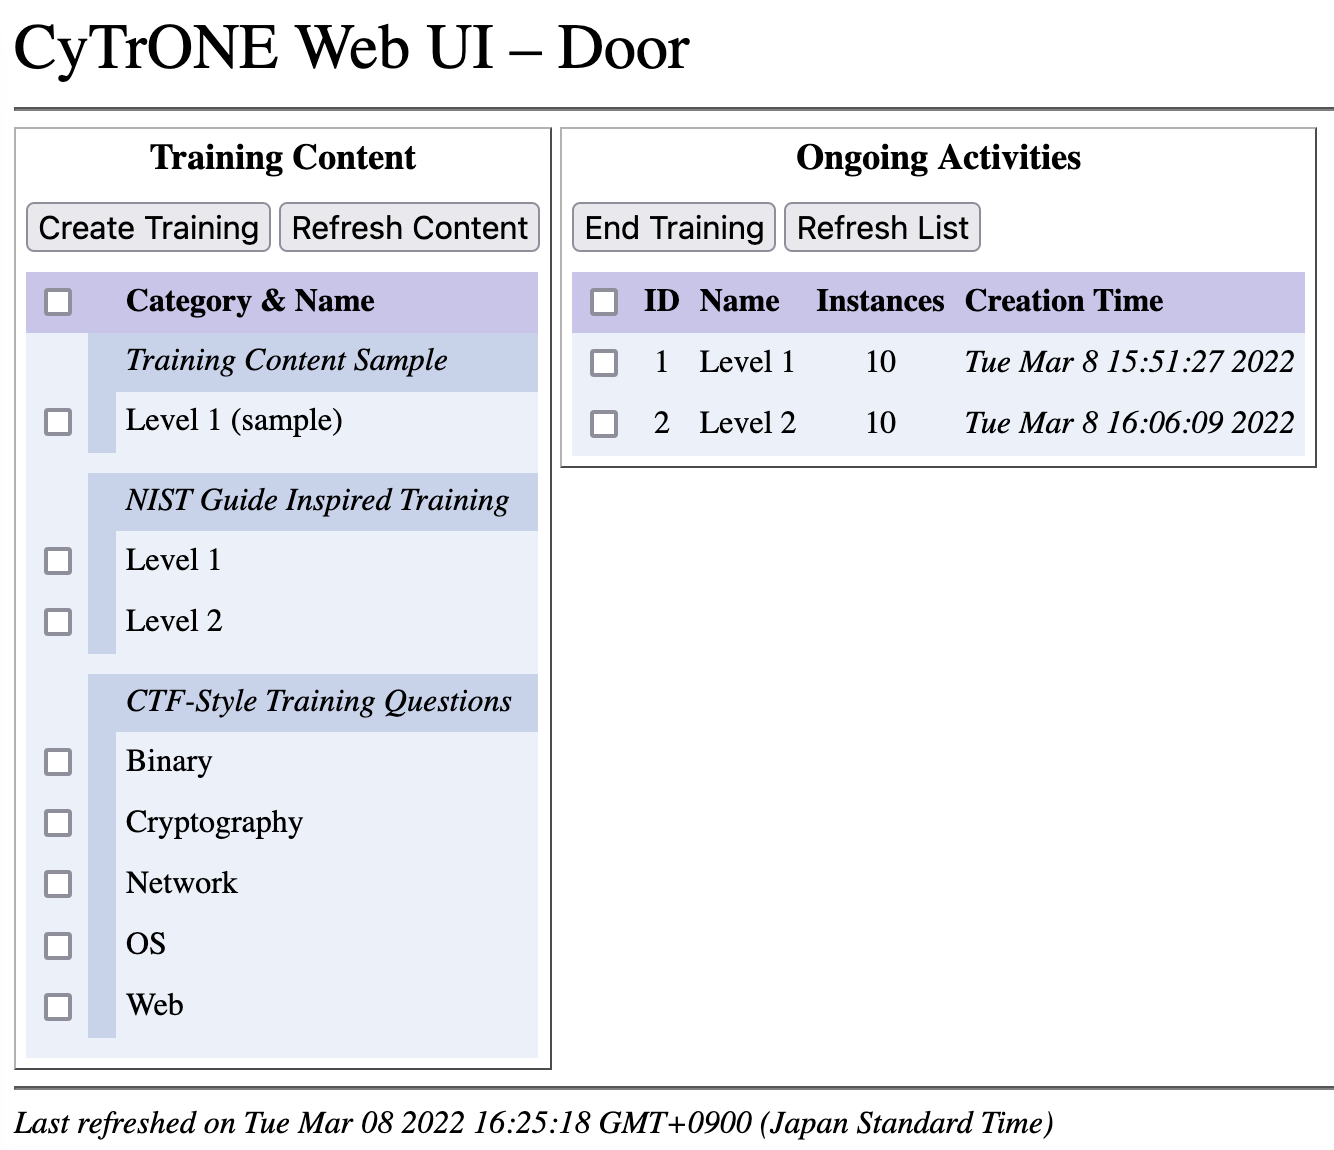 CyTrONE Web UI – Door
Training Content
Create Training Refresh Content
Category & Name
Training Content Sample
Level 1 (sample)
NIST Guide Inspired Training
Level 1
Level 2
CTF-Style Training Questions
Binary
Cryptography
Network
OS
Web
Ongoing Activities
End Training Refresh List
ID Name Instances Creation Time
1 Level 1 10 Tue Mar 8 15:51:27 2022
2 Level 2 10 Tue Mar 8 16:06:09 2022
Last refreshed on Tue Mar 08 2022 16:25:18 GMT+0900 (Japan Standard Time)